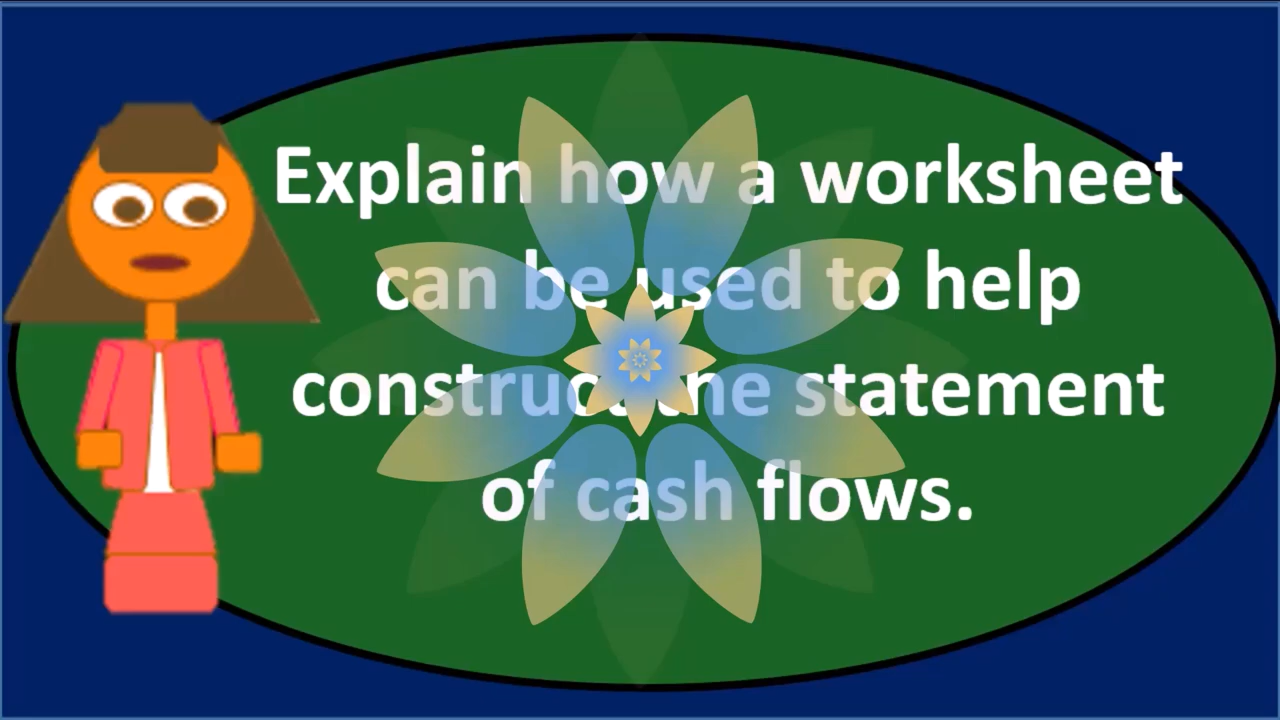 Explain how a worksheet
can be used to help
construct the statement
of cash flows.